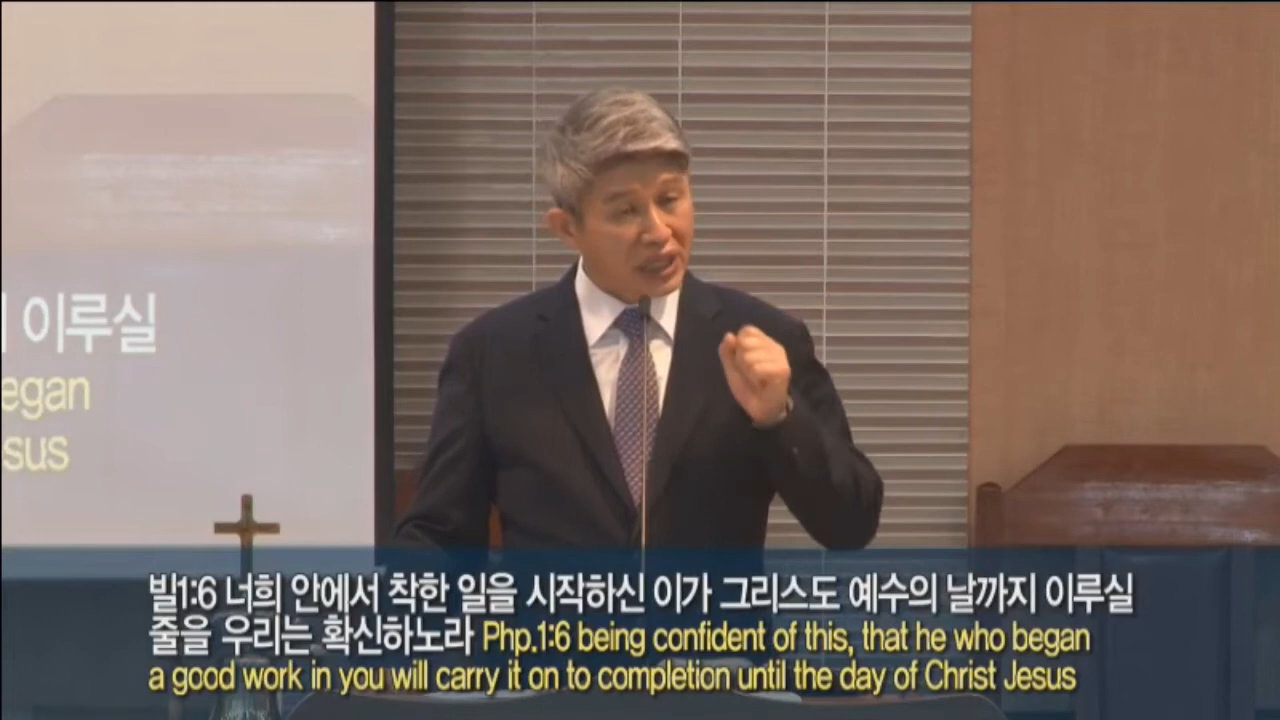 이루실
egan
sus
빌1:6 너희 안에서 착한 일을 시작하신 이가 그리스도 예수의 날까지 이루실
줄을 우리는 확신하노라 Php.1:6 being confident of this, that he who began
a good work in you will carry it on to completion until the day of Christ Jesus